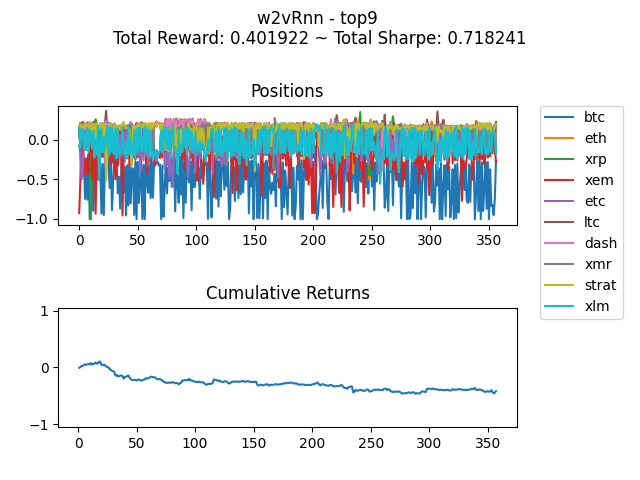 w2vRnn - top9
Total Reward: 0.401922 ~ Total Sharpe: 0.718241
Positions
0.0
−0.5
−1.0
0 50 100 150 200 250 300 350
btc
eth
xrp
xem
etc
ltc
dash
xmr
strat
xlm
Cumulative Returns
1
0
−1
0 50 100 150 200 250 300 350